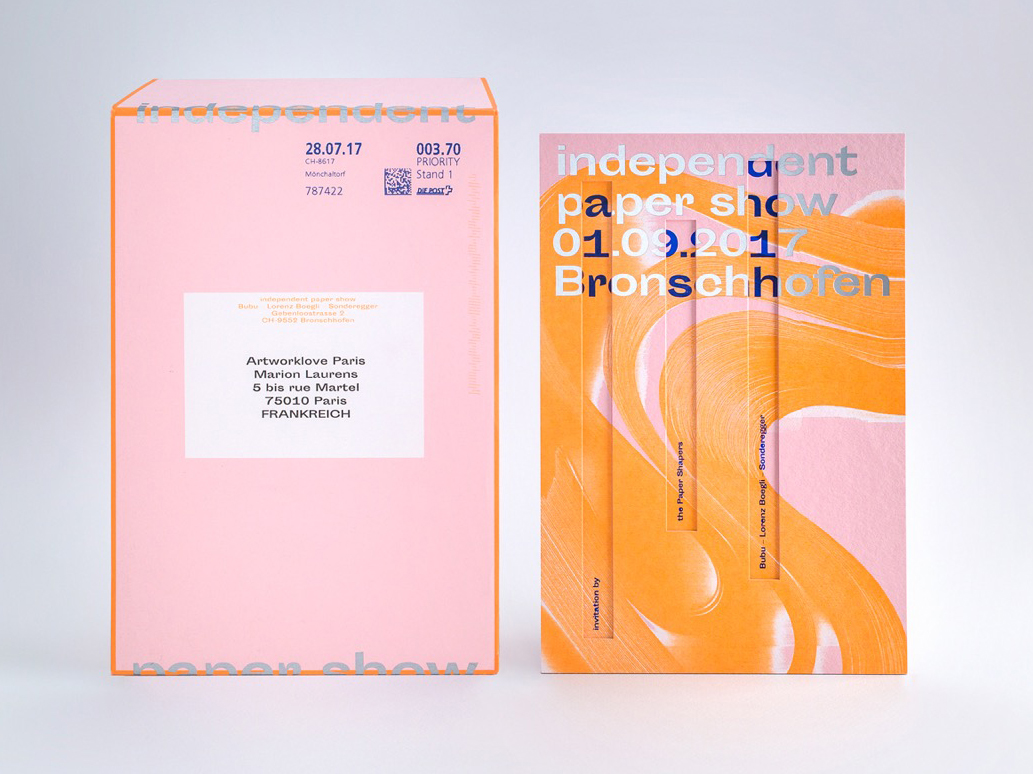 independent
28.07.17
CH-8617
Mönchaltorf
787422
003.70
PRIORITY
Stand 1
DIE POST
independent paper show
Bubu Lorenz Boegli Sonderegger
Gebenloostrasse 2
CH-9552 Bronschhofen
Artworklove Paris
Marion Laurens
5 bis rue Martel
75010 Paris
FRANKREICH
paper show
independent
paper show
01.09.2017
Bronschhofen
invitation by
the Paper Shapers
Bubu – Lorenz Boegli – Sonderegger